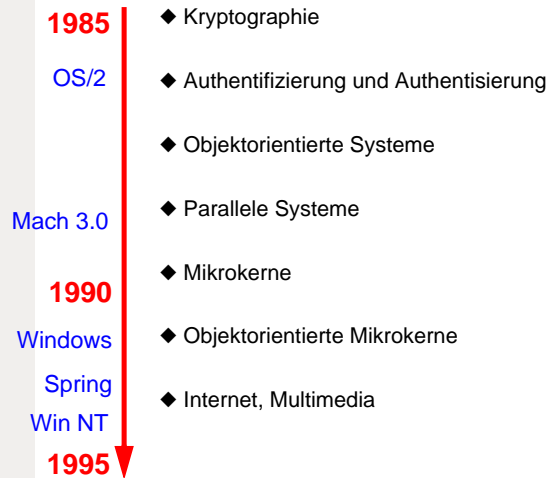 1985
◆ Kryptographie
OS/2
◆ Authentifizierung und Authentisierung
◆ Objektorientierte Systeme
Mach 3.0
◆ Parallele Systeme
◆ Mikrokerne
1990
Windows
◆ Objektorientierte Mikrokerne
Spring
◆ Internet, Multimedia
Win NT
1995